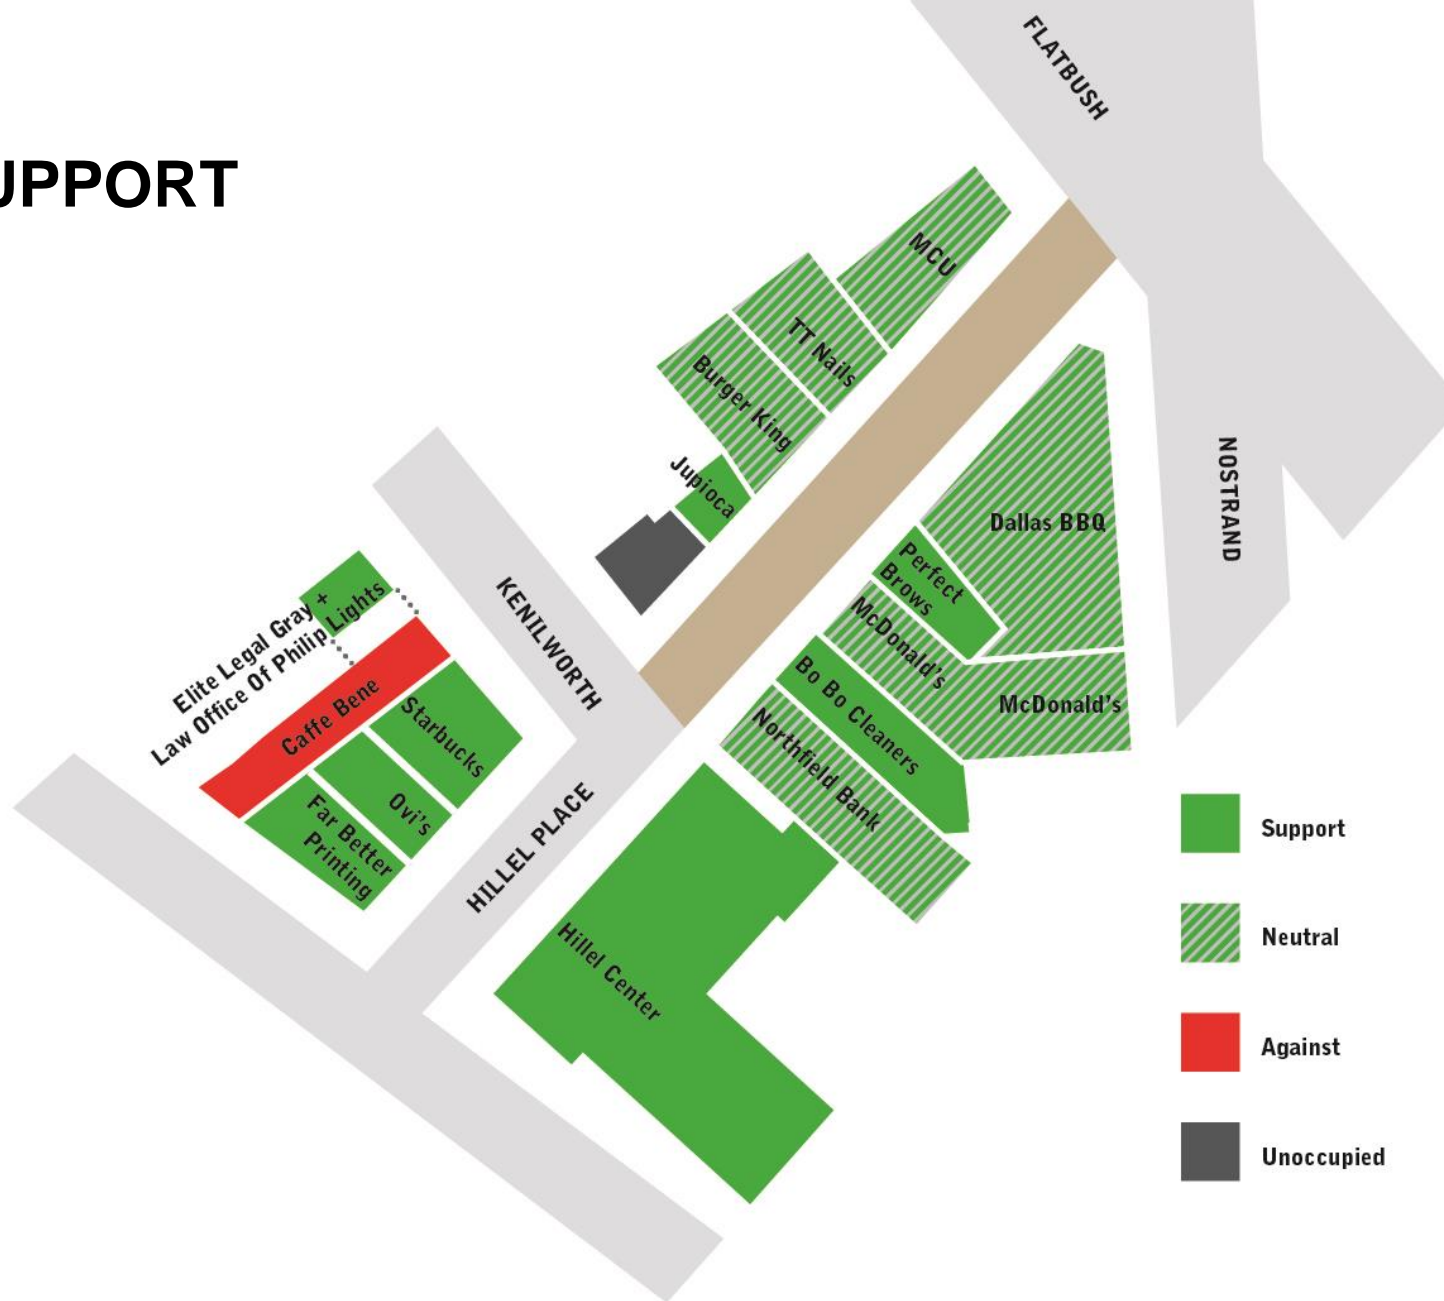 UPPORT
FLATBUSH
MCU
TT Nails
Burger King
Jupioca
Dallas BBQ
NOSTRAND
Perfect
Brows
McDonald's
McDonald's
Bo Bo Cleaners
Northfield Bank
KENILWORTH
Elite Legal Gray +
Law Office Of Philip Lights
Caffe Bene
Starbucks
Ovi's
Far Better
Printing
HILLEL PLACE
Hillel Center
Support
Neutral
Against
Unoccupied